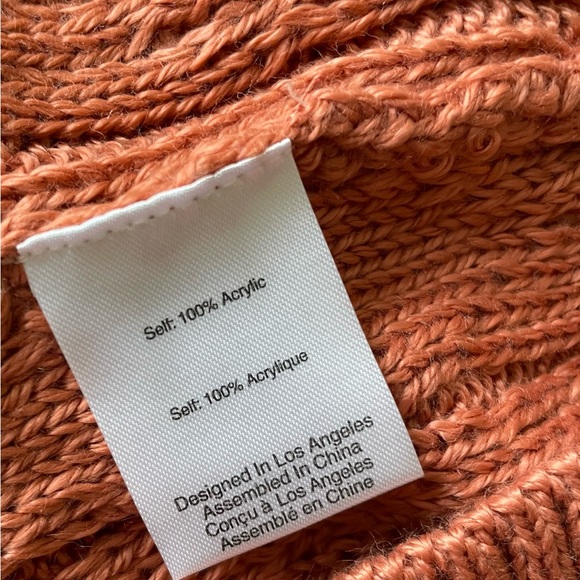 Self: 100% Acrylic
Self: 100% Acrylique
Designed In Los Angeles
Assembled In China
Conçu à Los Angeles
Assemblé en Chine